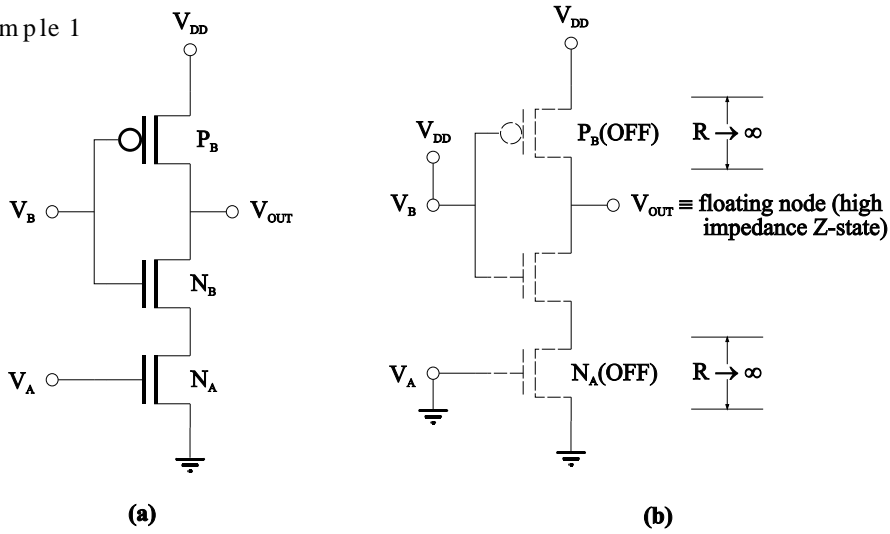 mple 1
V_DD
P_B
V_B
V_OUT
N_B
V_A
N_A
(a)
V_DD
V_DD
P_B(OFF)
R → ∞
V_B
V_OUT ≡ floating node (high
impedance Z-state)
V_A
N_A(OFF)
R → ∞
(b)